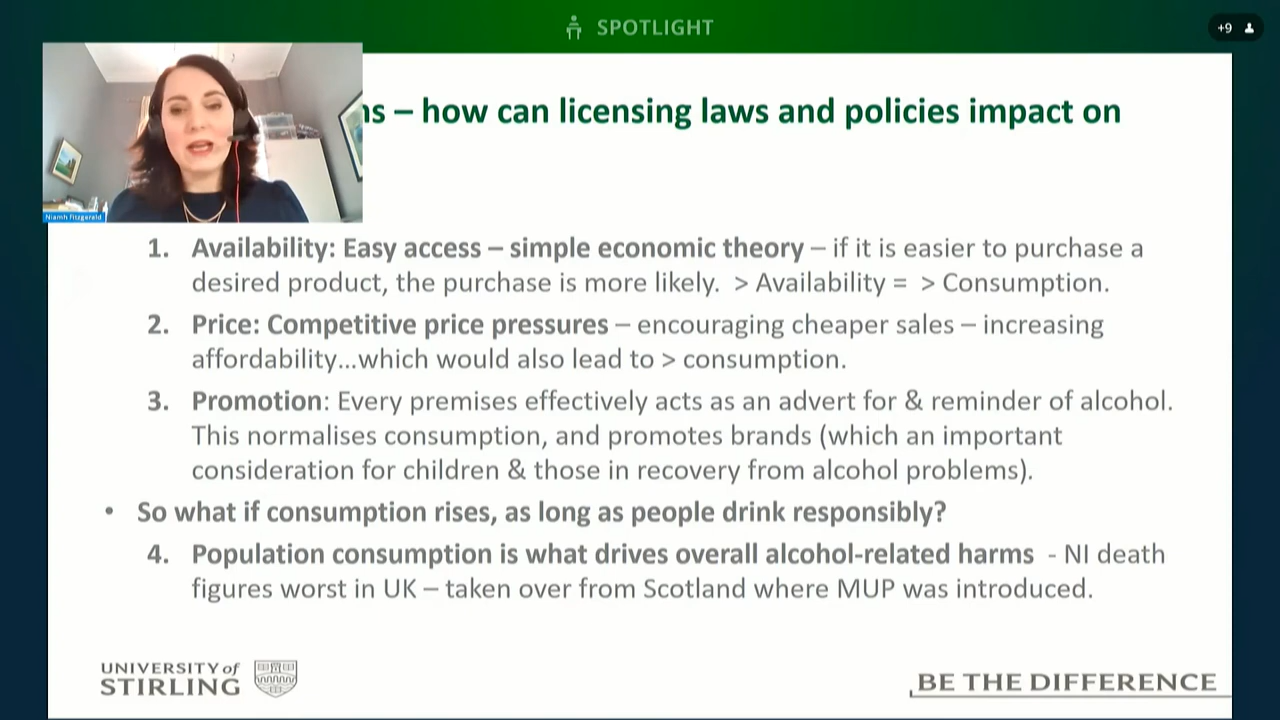 SPOTLIGHT
+9
– how can licensing laws and policies impact on
Niamh Fitzgerald
1. Availability: Easy access – simple economic theory – if it is easier to purchase a
desired product, the purchase is more likely. > Availability = > Consumption.
2. Price: Competitive price pressures – encouraging cheaper sales – increasing
affordability...which would also lead to > consumption.
3. Promotion: Every premises effectively acts as an advert for & reminder of alcohol.
This normalises consumption, and promotes brands (which an important
consideration for children & those in recovery from alcohol problems).
• So what if consumption rises, as long as people drink responsibly?
4. Population consumption is what drives overall alcohol-related harms - NI death
figures worst in UK – taken over from Scotland where MUP was introduced.
UNIVERSITY of
STIRLING
BE THE DIFFERENCE